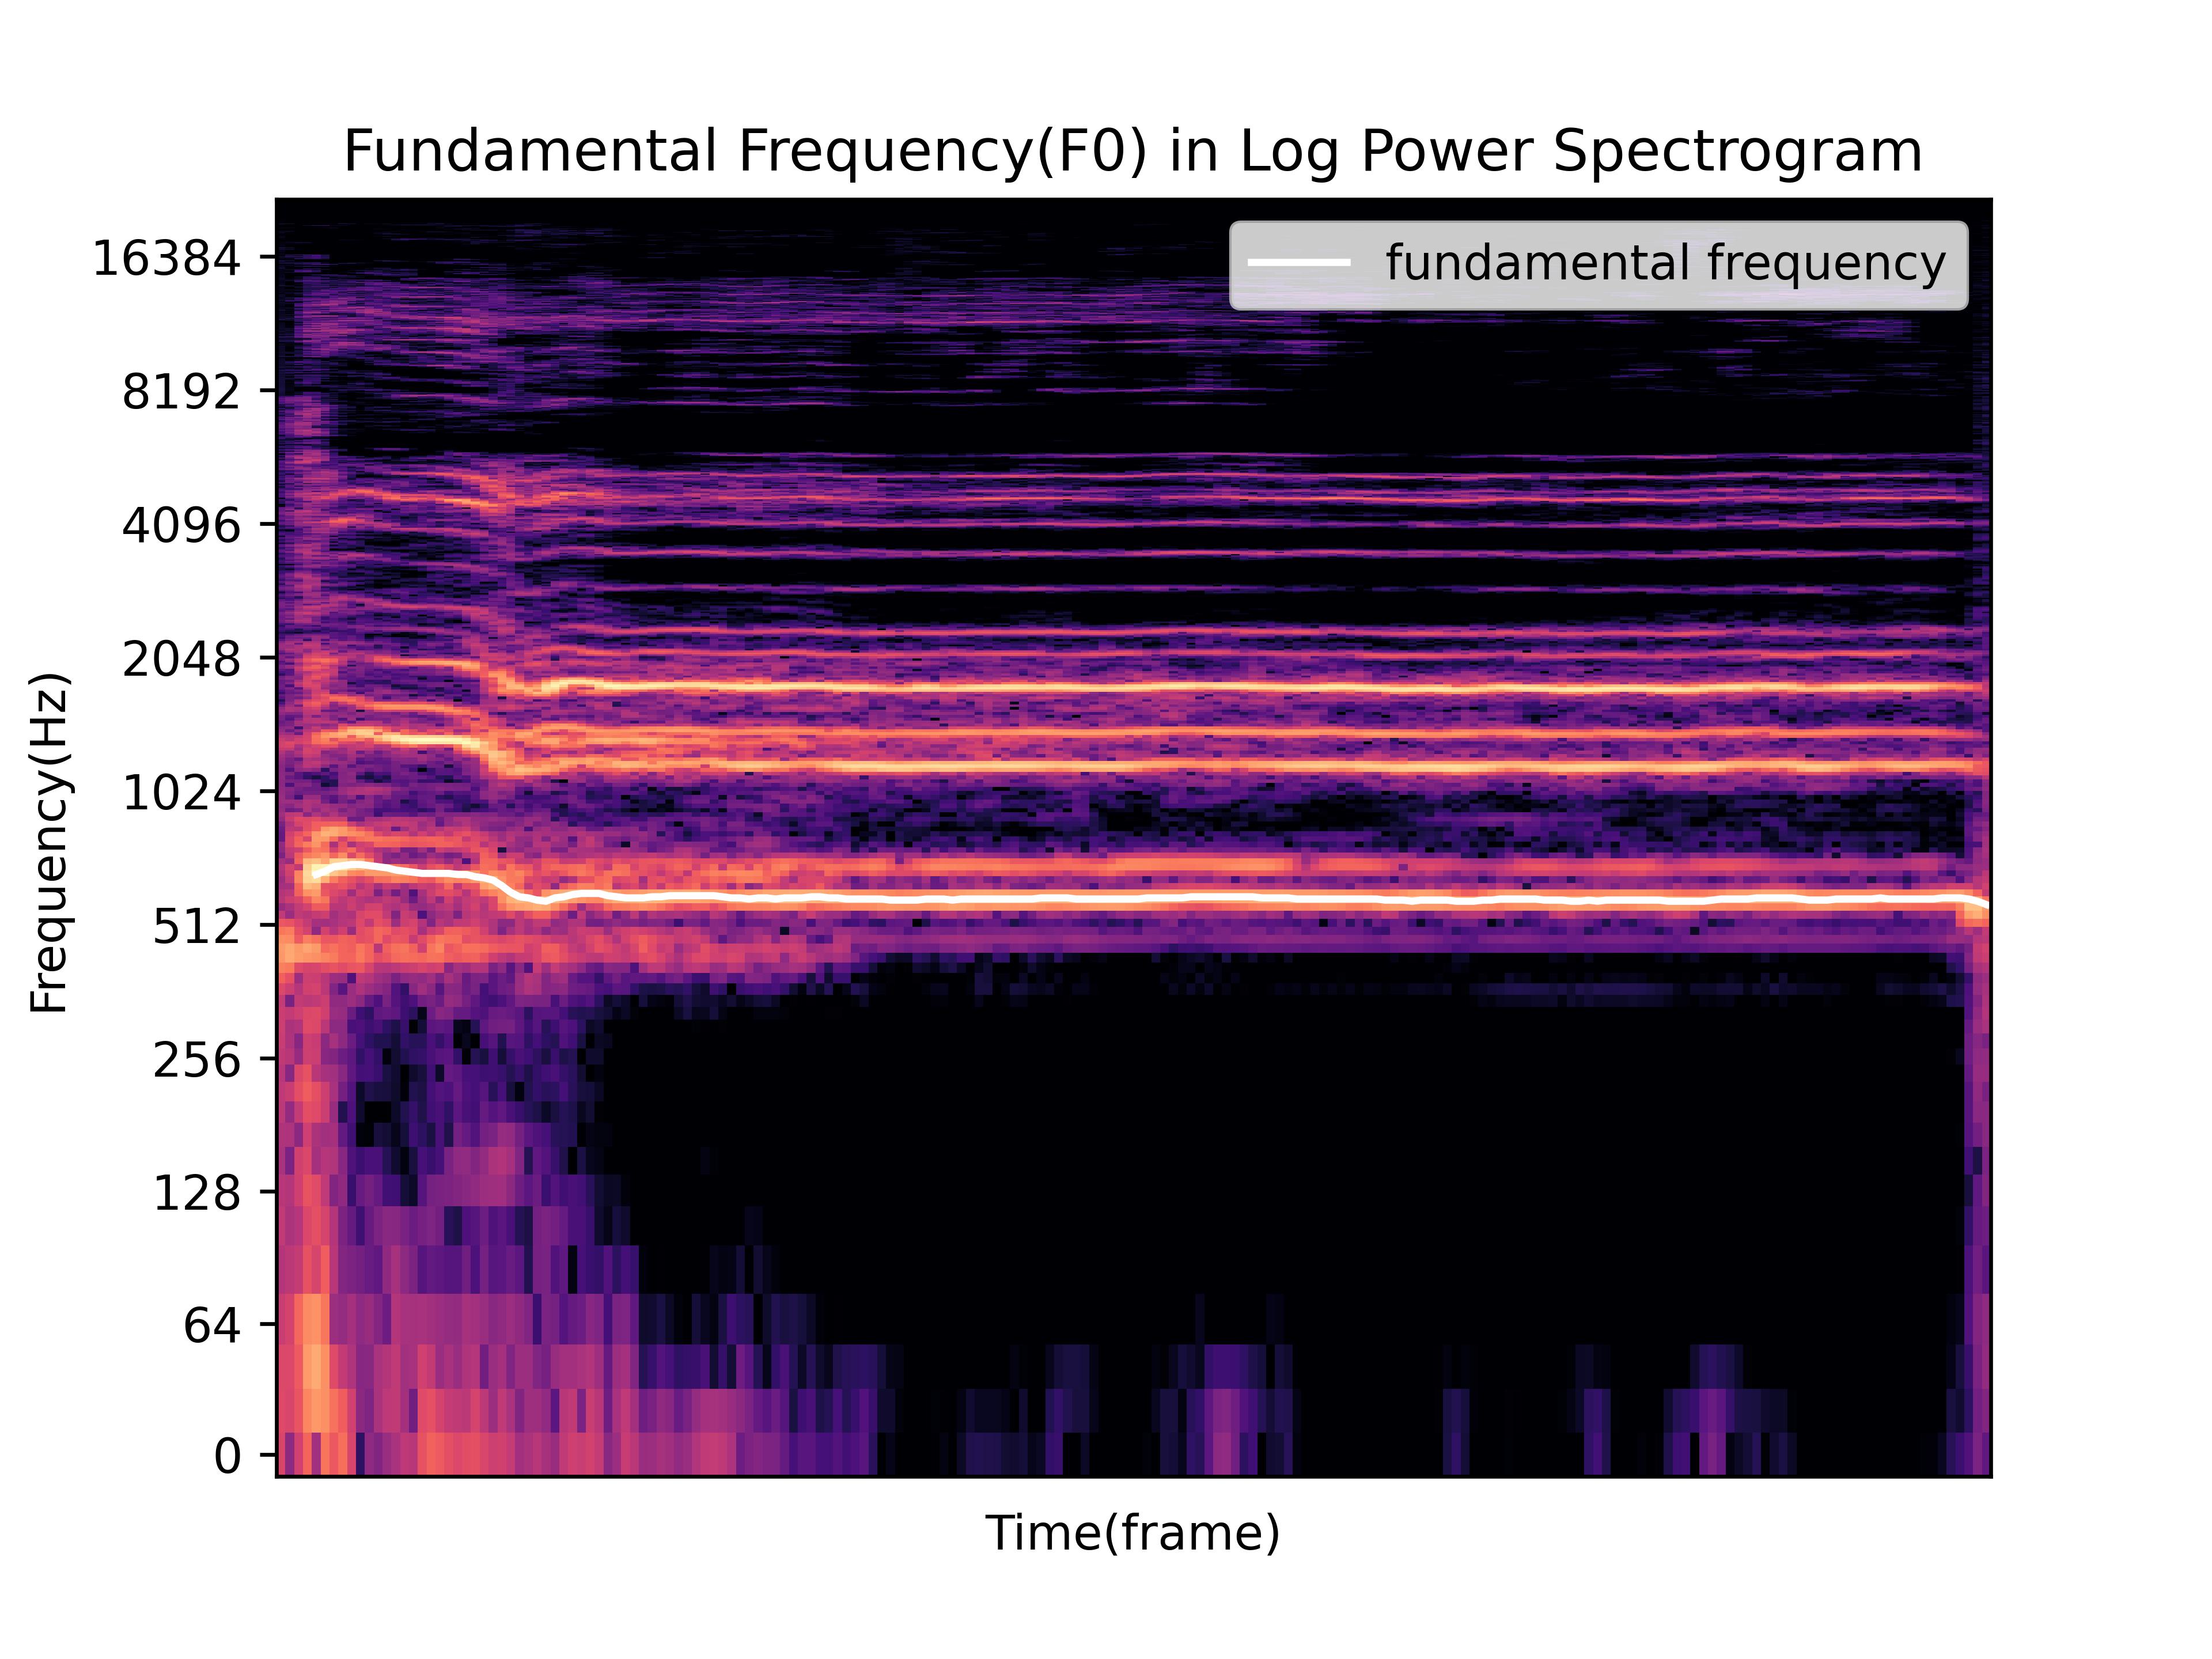 Fundamental Frequency(F0) in Log Power Spectrogram
fundamental frequency
16384
8192
4096
2048
1024
512
256
128
64
0
Frequency(Hz)
Time(frame)